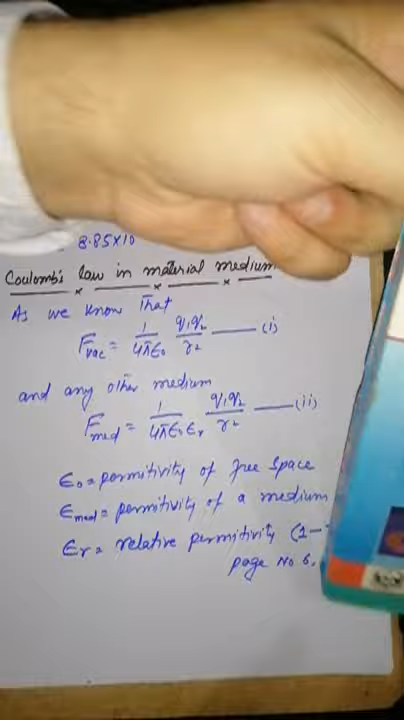 8.85×10
Coulomb's law in material medium
As we know That
Fvac = 1/4πε₀ q₁q₂/r² (i)
and any other medium
Fmed = 1/4πε₀εr q₁q₂/r² (ii)
ε₀ = permitivity of free Space
εmed = permitivity of a medium
εr = relative permitivity (1-
page No 6.